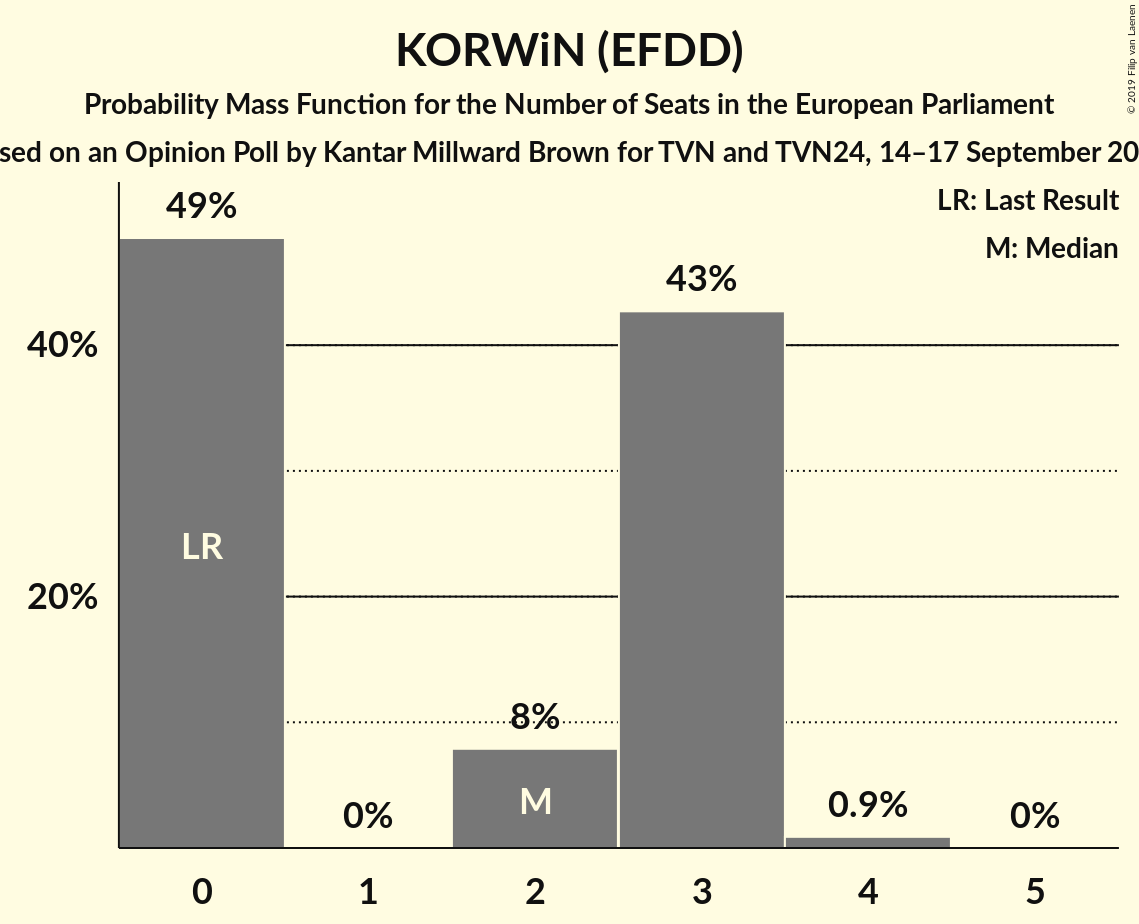 KORWiN (EFDD)
Probability Mass Function for the Number of Seats in the European Parliament
sed on an Opinion Poll by Kantar Millward Brown for TVN and TVN24, 14–17 September 20
© 2019 Filip van Laenen
LR: Last Result
M: Median
49%
43%
40%
LR
20%
8%
M
0%
0.9%
0%
0 1 2 3 4 5